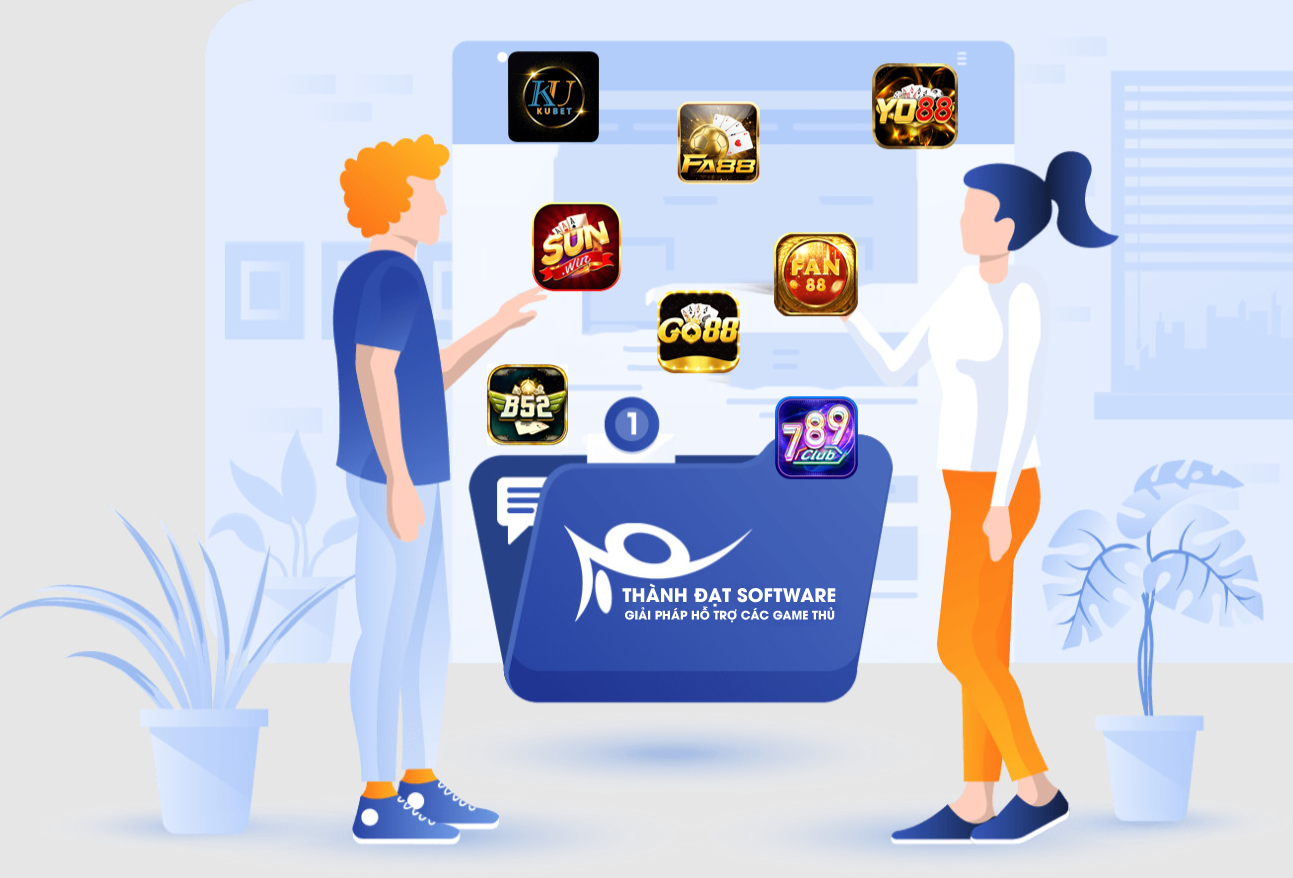 KU
KUBET
FA88
YO88
SUN
.Win
FAN
88
GO88
B52
1
789
Club
THÀNH ĐẠT SOFTWARE
GIẢI PHÁP HỖ TRỢ CÁC GAME THỦ